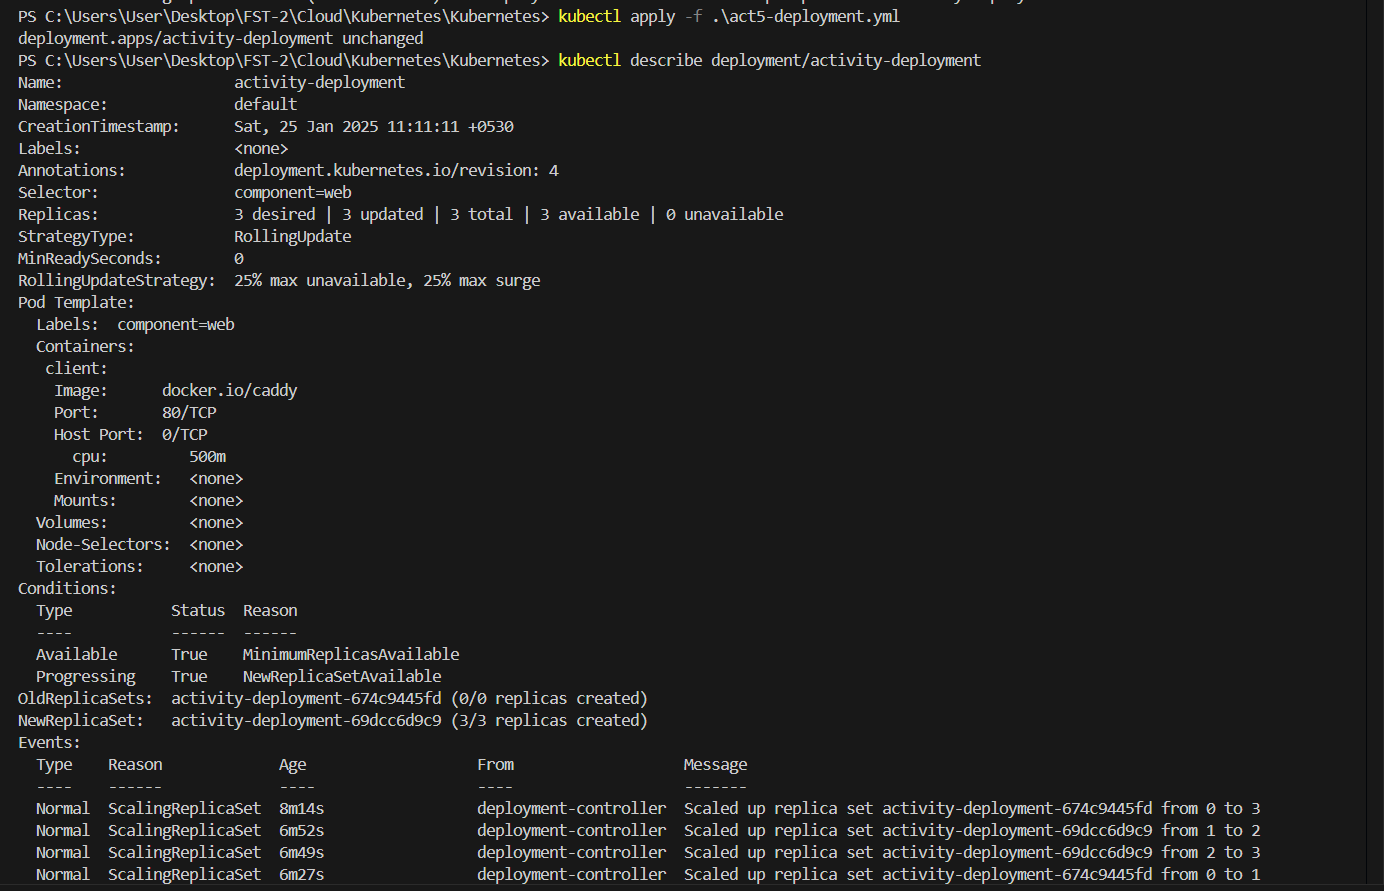 PS C:\Users\User\Desktop\FST-2\Cloud\Kubernetes\Kubernetes> kubectl apply -f .\act5-deployment.yml
deployment.apps/activity-deployment unchanged
PS C:\Users\User\Desktop\FST-2\Cloud\Kubernetes\Kubernetes> kubectl describe deployment/activity-deployment
Name:                   activity-deployment
Namespace:              default
CreationTimestamp:      Sat, 25 Jan 2025 11:11:11 +0530
Labels:                 <none>
Annotations:            deployment.kubernetes.io/revision: 4
Selector:               component=web
Replicas:               3 desired | 3 updated | 3 total | 3 available | 0 unavailable
StrategyType:           RollingUpdate
MinReadySeconds:        0
RollingUpdateStrategy:  25% max unavailable, 25% max surge
Pod Template:
  Labels:  component=web
  Containers:
   client:
    Image:      docker.io/caddy
    Port:       80/TCP
    Host Port:  0/TCP
      cpu:         500m
    Environment:   <none>
    Mounts:        <none>
  Volumes:         <none>
  Node-Selectors:  <none>
  Tolerations:     <none>
Conditions:
  Type           Status  Reason
  ----           ------  ------
  Available      True    MinimumReplicasAvailable
  Progressing    True    NewReplicaSetAvailable
OldReplicaSets:  activity-deployment-674c9445fd (0/0 replicas created)
NewReplicaSet:   activity-deployment-69dcc6d9c9 (3/3 replicas created)
Events:
  Type    Reason             Age                   From                   Message
  ----    ------             ----                  ----                   -------
  Normal  ScalingReplicaSet  8m14s                 deployment-controller  Scaled up replica set activity-deployment-674c9445fd from 0 to 3
  Normal  ScalingReplicaSet  6m52s                 deployment-controller  Scaled up replica set activity-deployment-69dcc6d9c9 from 1 to 2
  Normal  ScalingReplicaSet  6m49s                 deployment-controller  Scaled up replica set activity-deployment-69dcc6d9c9 from 2 to 3
  Normal  ScalingReplicaSet  6m27s                 deployment-controller  Scaled up replica set activity-deployment-674c9445fd from 0 to 1